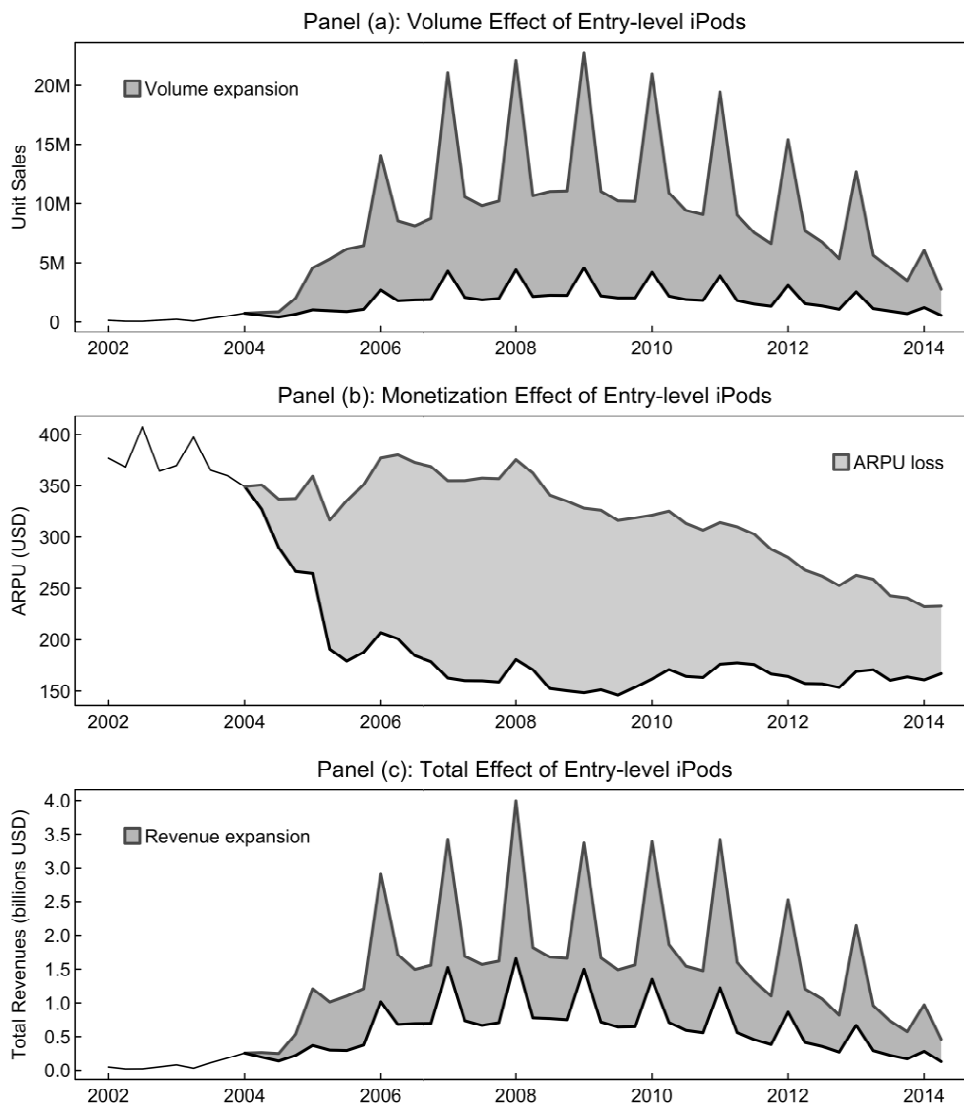 Panel (a): Volume Effect of Entry-level iPods
Unit Sales
20M
15M
10M
5M
0
Volume expansion
2002 2004 2006 2008 2010 2012 2014
Panel (b): Monetization Effect of Entry-level iPods
ARPU (USD)
400
350
300
250
200
150
ARPU loss
2002 2004 2006 2008 2010 2012 2014
Panel (c): Total Effect of Entry-level iPods
Total Revenues (billions USD)
4.0
3.5
3.0
2.5
2.0
1.5
1.0
0.5
0.0
Revenue expansion
2002 2004 2006 2008 2010 2012 2014